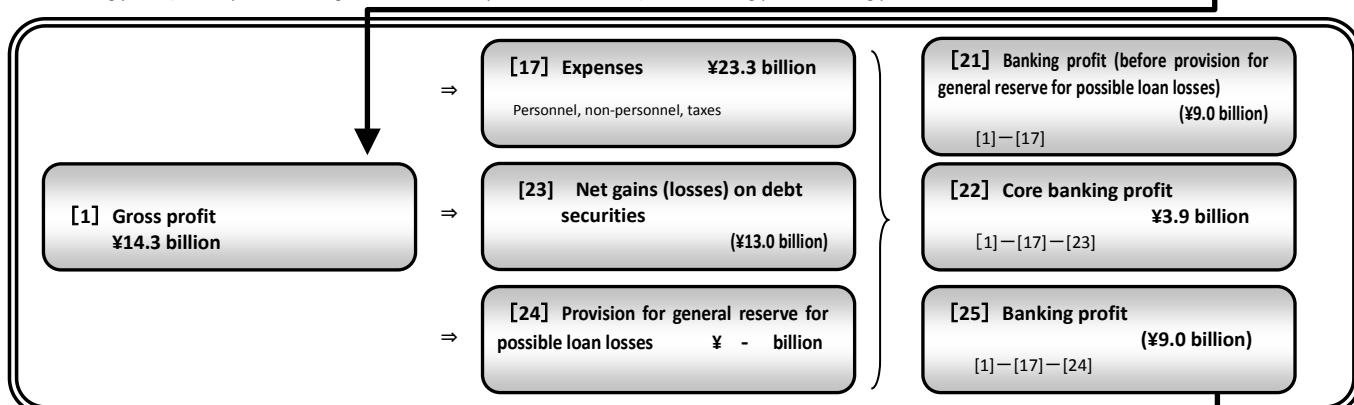 ⇒
[17] Expenses ¥23.3 billion
Personnel, non-personnel, taxes
[21] Banking profit (before provision for
general reserve for possible loan losses)
(¥9.0 billion)
[1]－[17]
[1] Gross profit
¥14.3 billion
⇒
[23] Net gains (losses) on debt
securities
(¥13.0 billion)
[22] Core banking profit
¥3.9 billion
[1]－[17]－[23]
⇒
[24] Provision for general reserve for
possible loan losses ¥ - billion
[25] Banking profit
(¥9.0 billion)
[1]－[17]－[24]